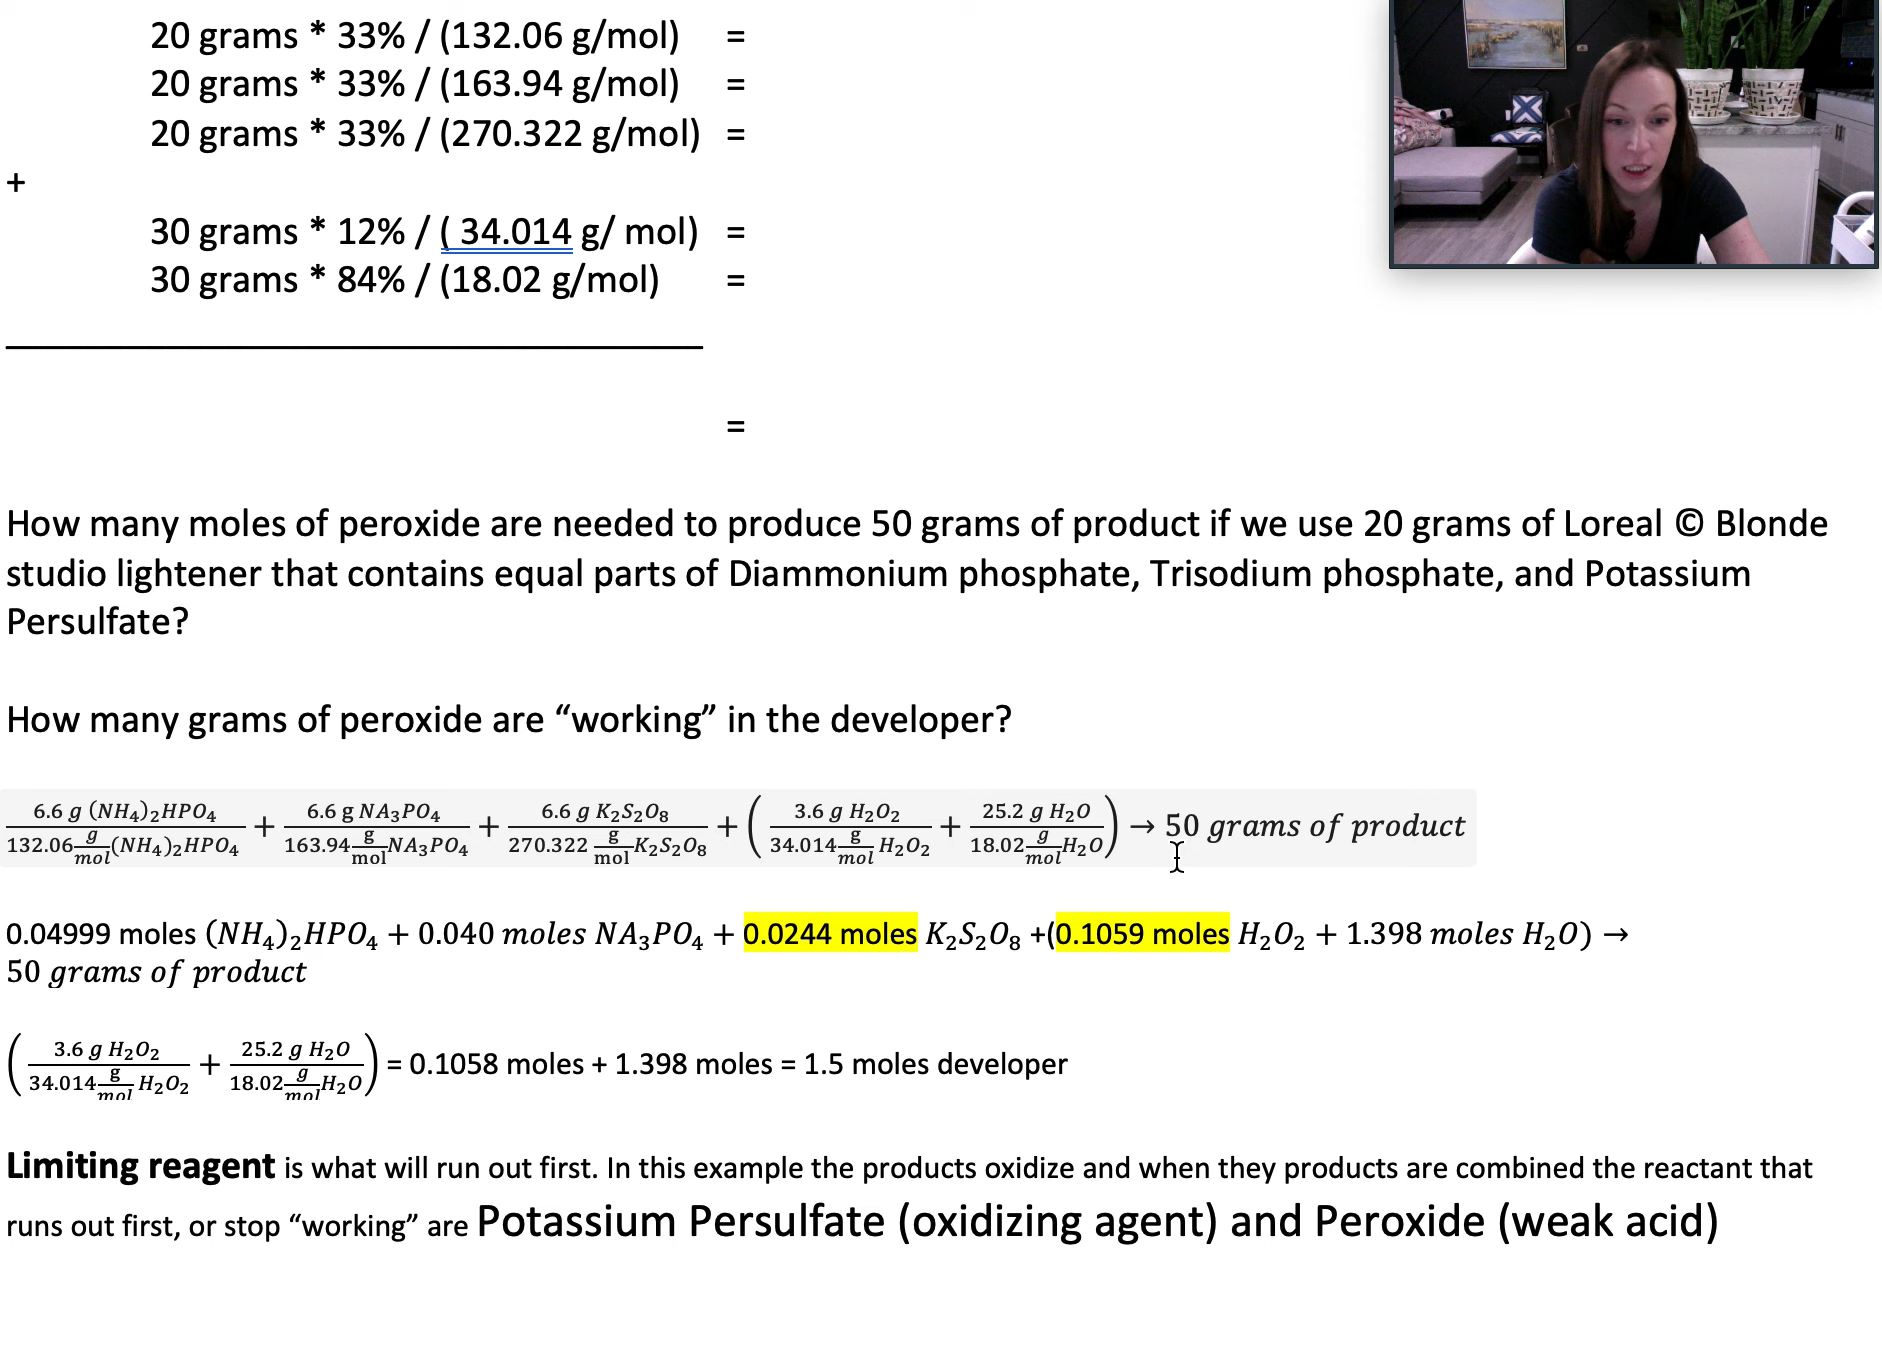 20 grams * 33% / (132.06 g/mol) =
20 grams * 33% / (163.94 g/mol) =
20 grams * 33% / (270.322 g/mol) =
+
30 grams * 12% / ( 34.014 g/ mol) =
30 grams * 84% / (18.02 g/mol) =
=
How many moles of peroxide are needed to produce 50 grams of product if we use 20 grams of Loreal © Blonde
studio lightener that contains equal parts of Diammonium phosphate, Trisodium phosphate, and Potassium
Persulfate?
How many grams of peroxide are “working” in the developer?
6.6 g (NH₄)₂HPO₄ / 132.06 g/mol (NH₄)₂HPO₄ + 6.6 g NA₃PO₄ / 163.94 g/mol NA₃PO₄ + 6.6 g K₂S₂O₈ / 270.322 g/mol K₂S₂O₈ + ( 3.6 g H₂O₂ / 34.014 g/mol H₂O₂ + 25.2 g H₂O / 18.02 g/mol H₂O ) → 50 grams of product
0.04999 moles (NH₄)₂HPO₄ + 0.040 moles NA₃PO₄ + 0.0244 moles K₂S₂O₈ +(0.1059 moles H₂O₂ + 1.398 moles H₂O) →
50 grams of product
( 3.6 g H₂O₂ / 34.014 g/mol H₂O₂ + 25.2 g H₂O / 18.02 g/mol H₂O ) = 0.1058 moles + 1.398 moles = 1.5 moles developer
Limiting reagent is what will run out first. In this example the products oxidize and when they products are combined the reactant that
runs out first, or stop “working” are Potassium Persulfate (oxidizing agent) and Peroxide (weak acid)